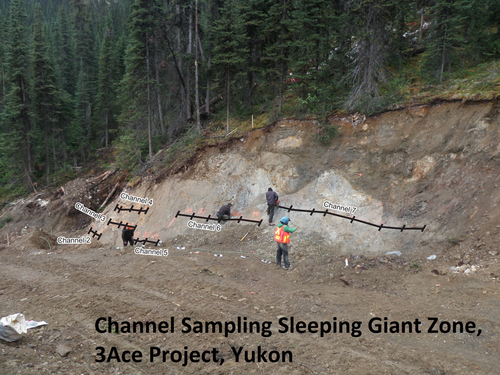 Channel 4
Channel 3
Channel 2
Channel 5
Channel 6
Channel 7
Channel Sampling Sleeping Giant Zone,
3Ace Project, Yukon